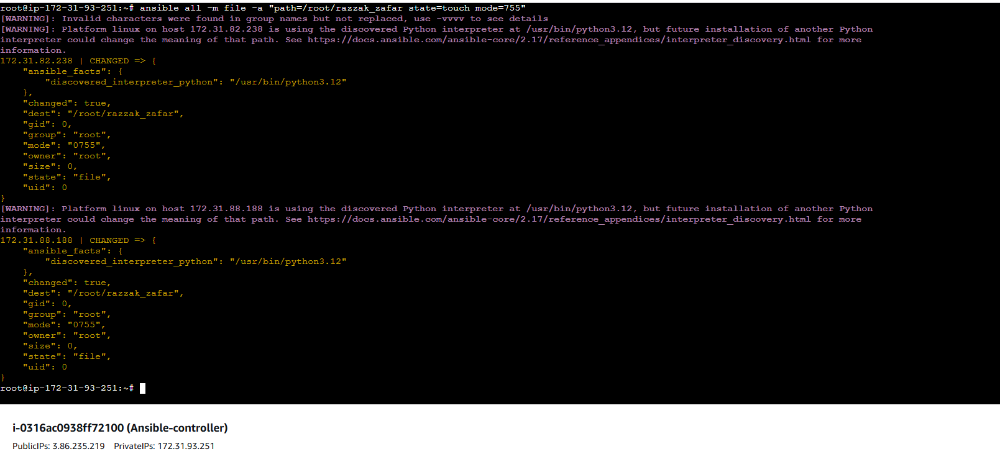 root@ip-172-31-93-251:~# ansible all -m file -a "path=/root/razzak_zafar state=touch mode=755"
[WARNING]: Invalid characters were found in group names but not replaced, use -vvvv to see details
[WARNING]: Platform linux on host 172.31.82.238 is using the discovered Python interpreter at /usr/bin/python3.12, but future installation of another Python
interpreter could change the meaning of that path. See https://docs.ansible.com/ansible-core/2.17/reference_appendices/interpreter_discovery.html for more
information.
172.31.82.238 | CHANGED => {
    "ansible_facts": {
        "discovered_interpreter_python": "/usr/bin/python3.12"
    },
    "changed": true,
    "dest": "/root/razzak_zafar",
    "gid": 0,
    "group": "root",
    "mode": "0755",
    "owner": "root",
    "size": 0,
    "state": "file",
    "uid": 0
}
[WARNING]: Platform linux on host 172.31.88.188 is using the discovered Python interpreter at /usr/bin/python3.12, but future installation of another Python
interpreter could change the meaning of that path. See https://docs.ansible.com/ansible-core/2.17/reference_appendices/interpreter_discovery.html for more
information.
172.31.88.188 | CHANGED => {
    "ansible_facts": {
        "discovered_interpreter_python": "/usr/bin/python3.12"
    },
    "changed": true,
    "dest": "/root/razzak_zafar",
    "gid": 0,
    "group": "root",
    "mode": "0755",
    "owner": "root",
    "size": 0,
    "state": "file",
    "uid": 0
}
root@ip-172-31-93-251:~#
i-0316ac0938ff72100 (Ansible-controller)
PublicIPs: 3.86.235.219 PrivateIPs: 172.31.93.251